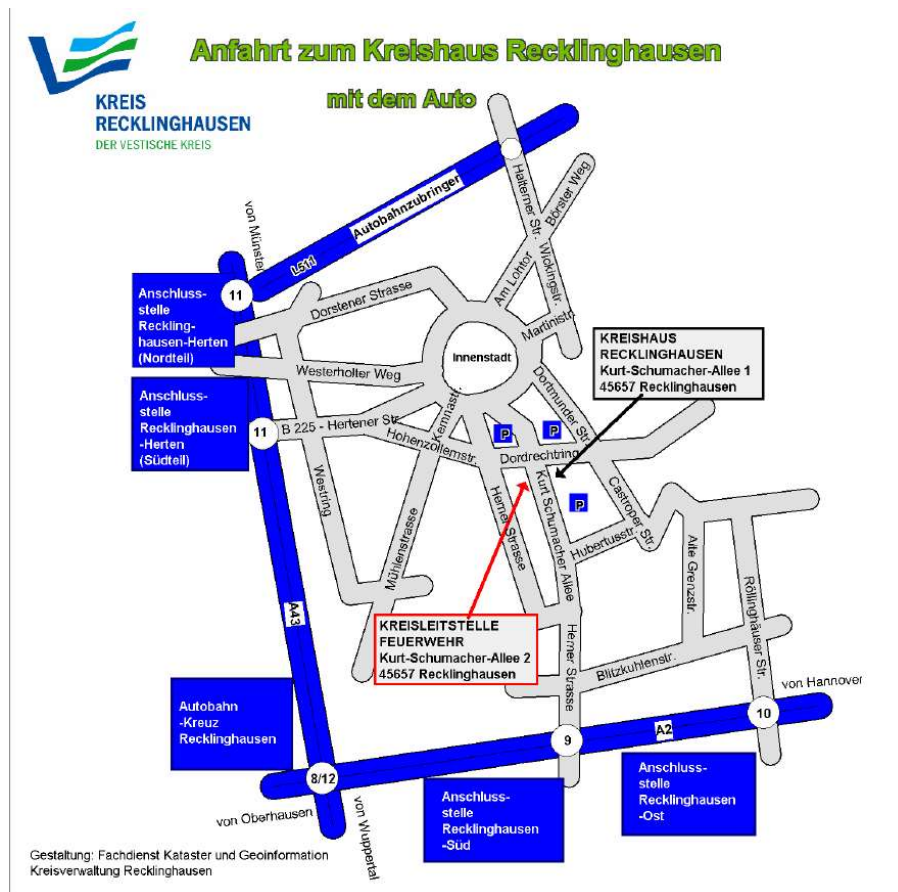 Anfahrt zum Kreishaus Recklinghausen
mit dem Auto
KREIS
RECKLINGHAUSEN
DER VESTISCHE KREIS
von Münster
Autobahnzubringer
L511
Halterner Str.
Börster Weg
Am Lohtor
Wickingstr.
Martinistr.
11
Anschluss-
stelle
Reckling-
hausen-Herten
(Nordteil)
Dorstener Strasse
Innenstadt
KREISHAUS
RECKLINGHAUSEN
Kurt-Schumacher-Allee 1
45657 Recklinghausen
Westerholter Weg
Anschluss-
stelle
Recklinghausen
-Herten
(Südteil)
11
B 225 - Hertener Str.
Kemnastr.
Hohenzollernstr.
Dortmunder Str.
P
P
Dordrechtring
P
Westring
Mühlenstrasse
Herner Strasse
Kurt Schumacher Allee
Castroper Str.
Hubertusstr.
Alte Grenzstr.
Röllinghäuser Str.
A43
KREISLEITSTELLE
FEUERWEHR
Kurt-Schumacher-Allee 2
45657 Recklinghausen
Herner Strasse
Blitzkuhlenstr.
von Hannover
Autobahn
-Kreuz
Recklinghausen
9
A2
10
8/12
von Oberhausen
von Wuppertal
Anschluss-
stelle
Recklinghausen
-Süd
Anschluss-
stelle
Recklinghausen
-Ost
Gestaltung: Fachdienst Kataster und Geoinformation
Kreisverwaltung Recklinghausen